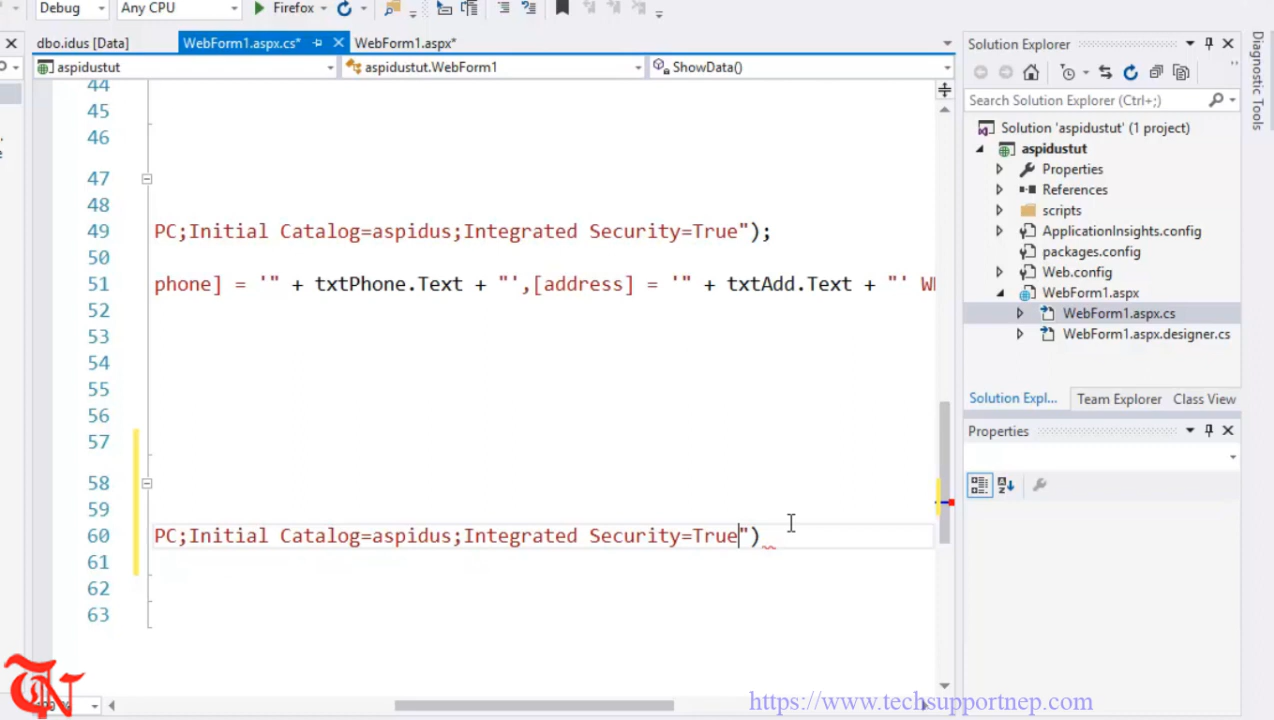 Debug Any CPU Firefox
dbo.idus [Data] WebForm1.aspx.cs* WebForm1.aspx*
aspidustut aspidustut.WebForm1 ShowData()
44
45
46
47
48
49 PC;Initial Catalog=aspidus;Integrated Security=True");
50
51 phone] = '" + txtPhone.Text + "',[address] = '" + txtAdd.Text + "' WH
52
53
54
55
56
57
58
59
60 PC;Initial Catalog=aspidus;Integrated Security=True")
61
62
63
Solution Explorer
Search Solution Explorer (Ctrl+;)
Solution 'aspidustut' (1 project)
aspidustut
Properties
References
scripts
ApplicationInsights.config
packages.config
Web.config
WebForm1.aspx
WebForm1.aspx.cs
WebForm1.aspx.designer.cs
Solution Expl... Team Explorer Class View
Properties
Diagnostic Tools
TN
https://www.techsupportnep.com